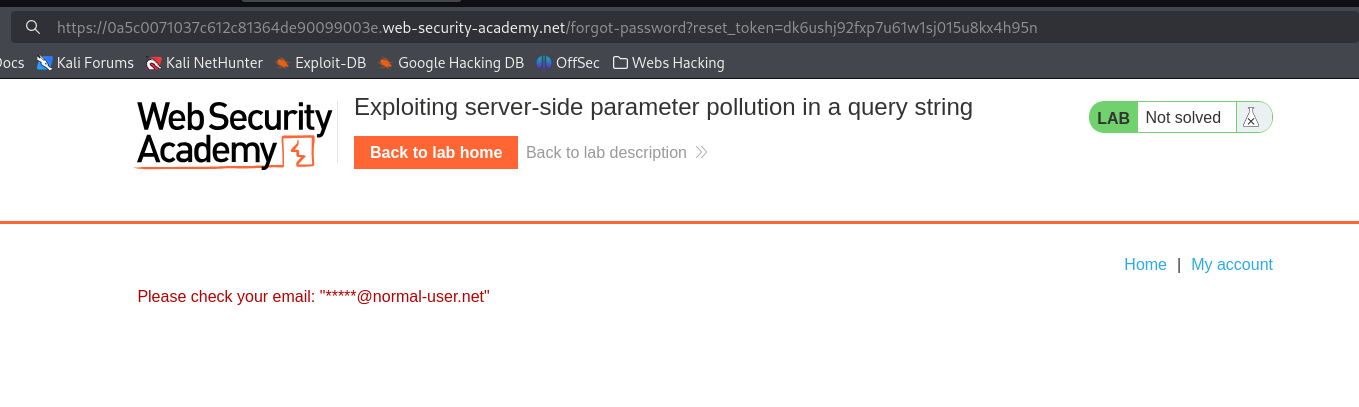 https://0a5c0071037c612c81364de90099003e.web-security-academy.net/forgot-password?reset_token=dk6ushj92fxp7u61w1sj015u8kx4h95n
Docs Kali Forums Kali NetHunter Exploit-DB Google Hacking DB OffSec Webs Hacking
Web Security
Academy
Exploiting server-side parameter pollution in a query string
Back to lab home Back to lab description
LAB Not solved
Home | My account
Please check your email: "*****@normal-user.net"